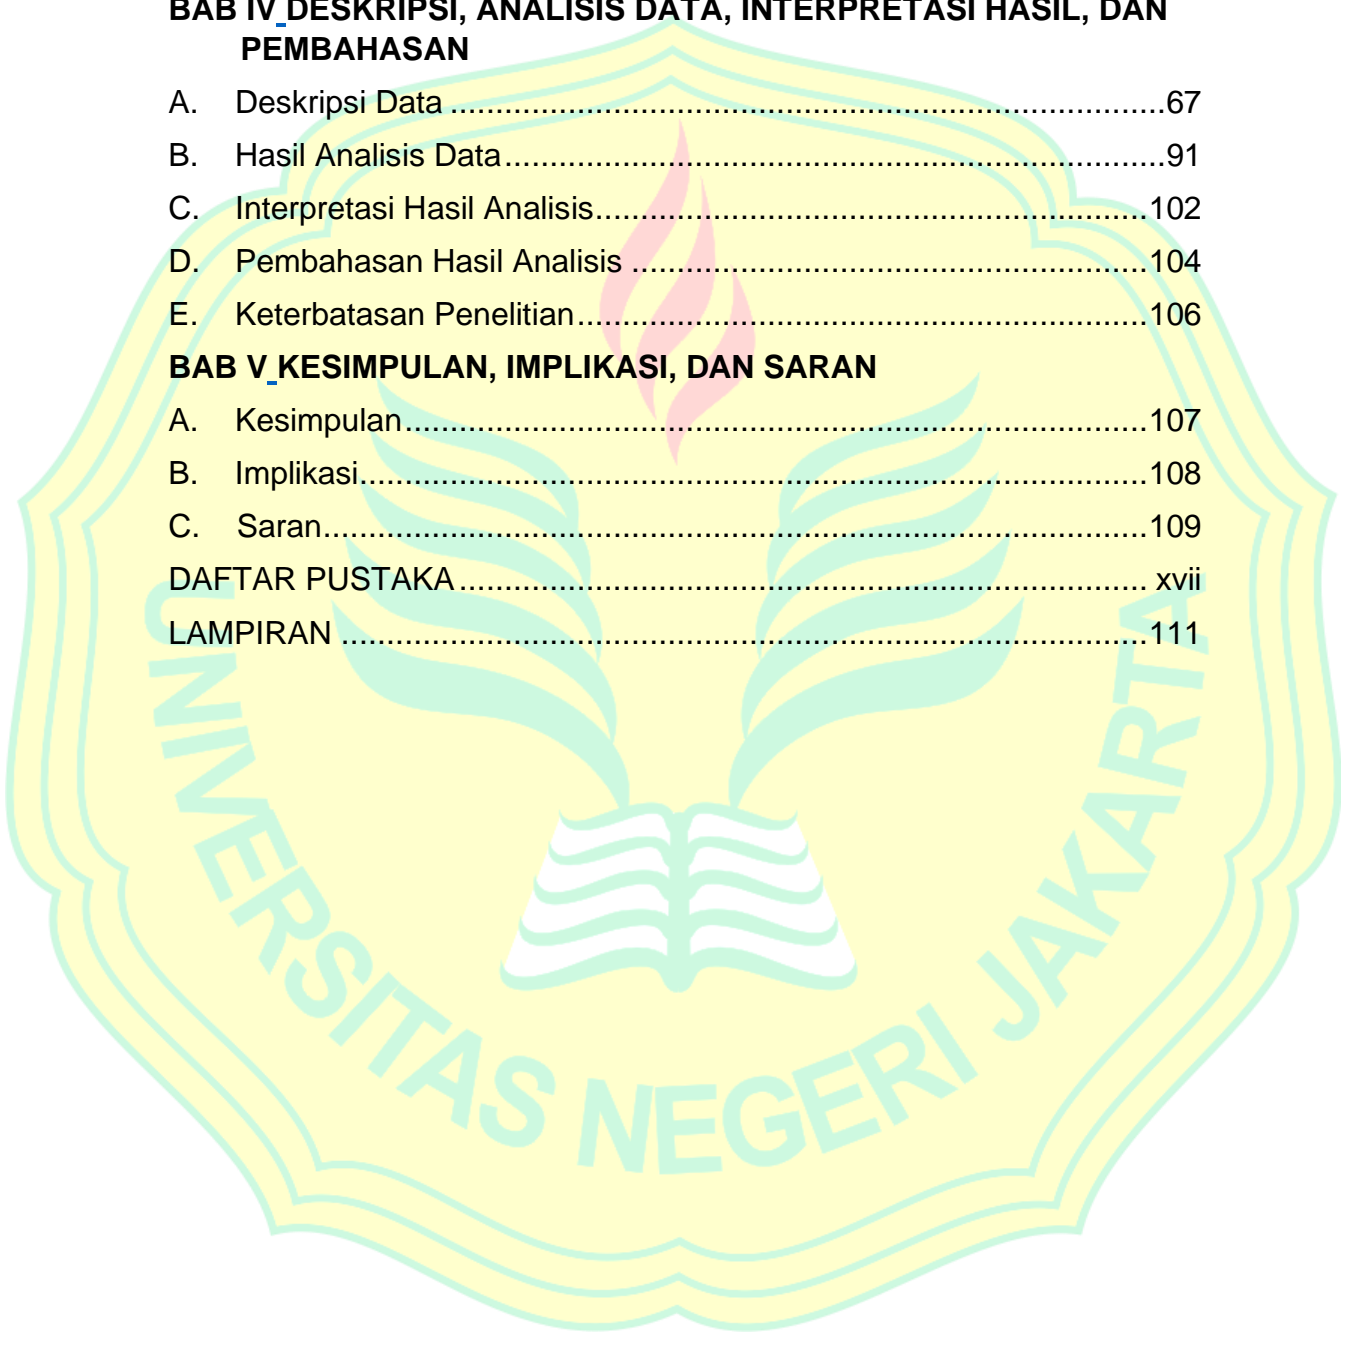 BAB IV DESKRIPSI, ANALISIS DATA, INTERPRETASI HASIL, DAN
PEMBAHASAN
A. Deskripsi Data ..............................................................................67
B. Hasil Analisis Data........................................................................91
C. Interpretasi Hasil Analisis............................................................102
D. Pembahasan Hasil Analisis ........................................................104
E. Keterbatasan Penelitian..............................................................106
BAB V KESIMPULAN, IMPLIKASI, DAN SARAN
A. Kesimpulan.................................................................................107
B. Implikasi......................................................................................108
C. Saran..........................................................................................109
DAFTAR PUSTAKA........................................................................... xvii
LAMPIRAN ........................................................................................111
UNIVERSITAS NEGERI JAKARTA